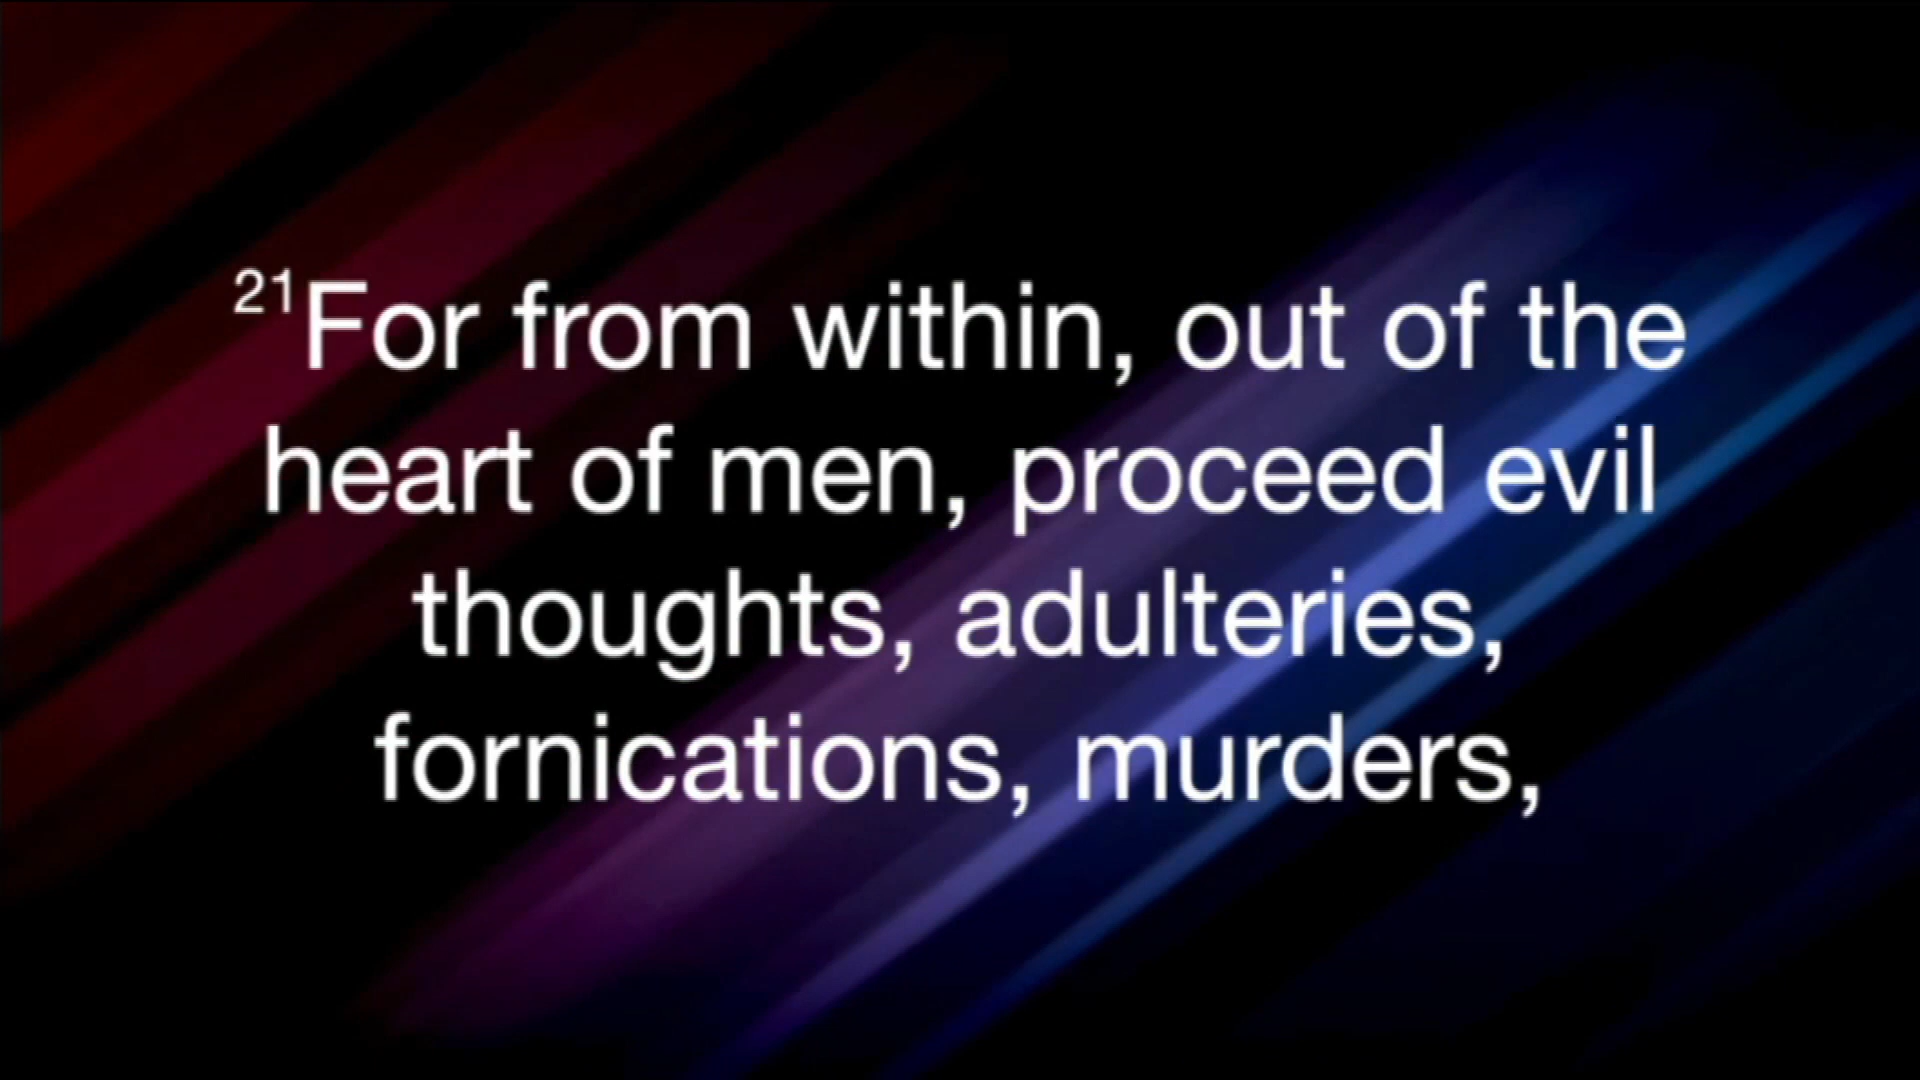 21For from within, out of the
heart of men, proceed evil
thoughts, adulteries,
fornications, murders,